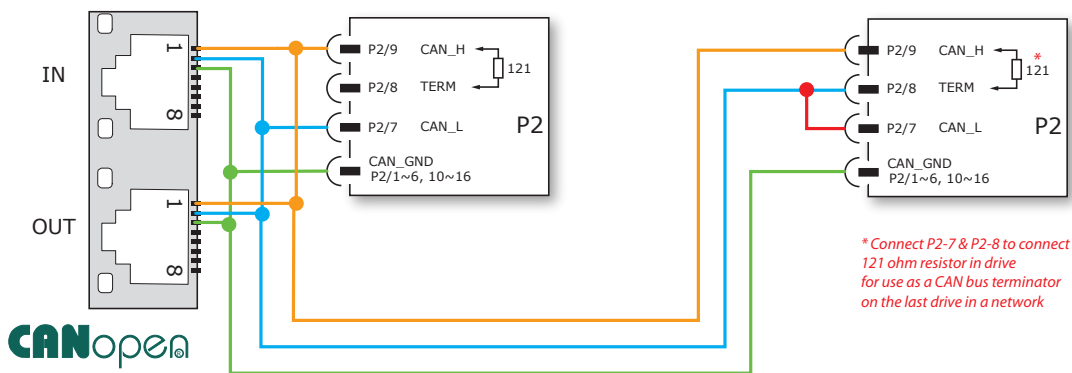 IN
1
8
OUT
1
8
P2/9 CAN_H
121
P2/8 TERM
P2/7 CAN_L
P2
CAN_GND
P2/1~6, 10~16
P2/9 CAN_H
*
121
P2/8 TERM
P2/7 CAN_L
P2
CAN_GND
P2/1~6, 10~16
* Connect P2-7 & P2-8 to connect
121 ohm resistor in drive
for use as a CAN bus terminator
on the last drive in a network
CANopen